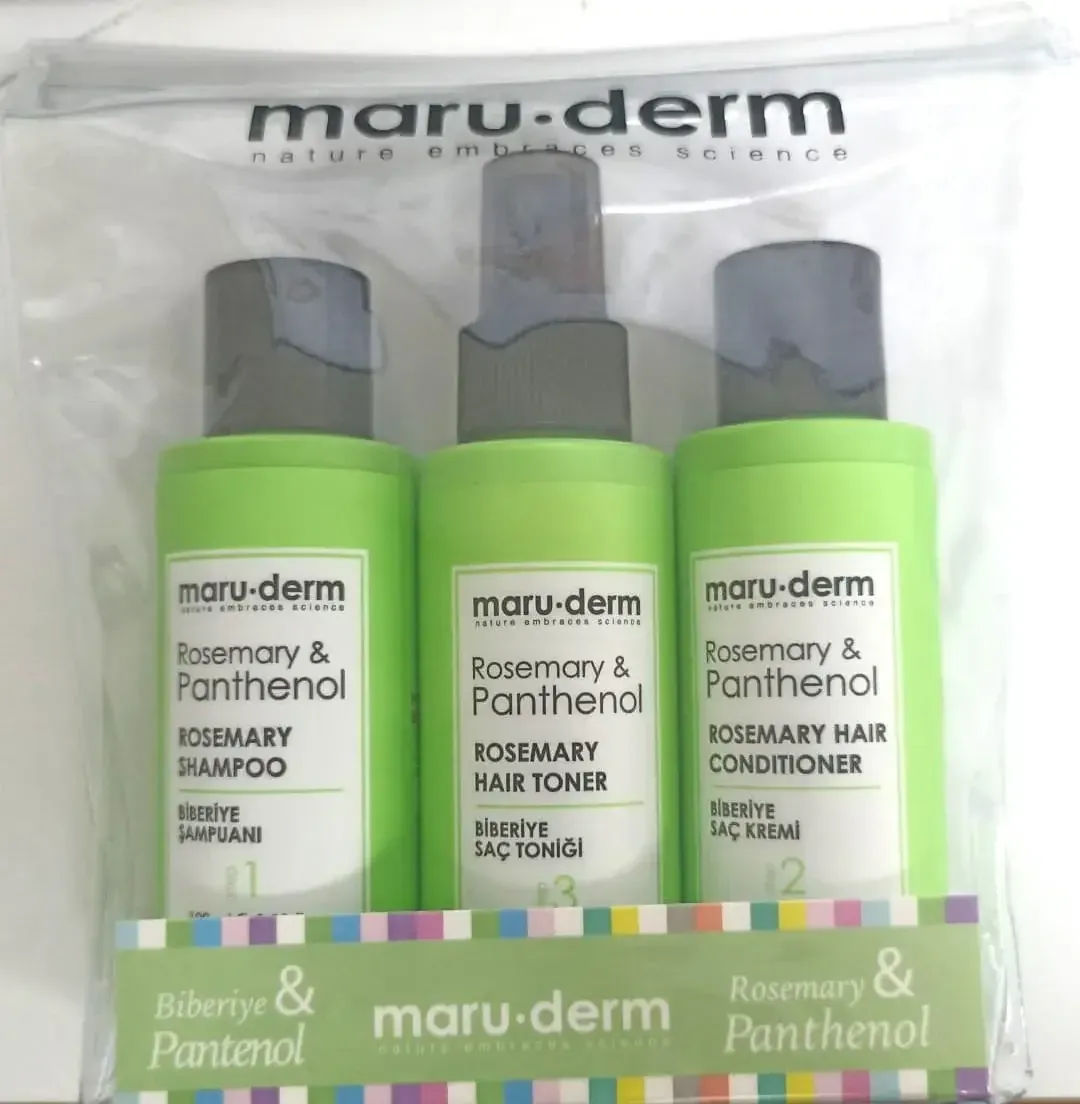 maru·derm
nature embraces science
maru·derm
nature embraces science
Rosemary &
Panthenol
ROSEMARY
SHAMPOO
BİBERİYE
ŞAMPUANI
1
maru·derm
nature embraces science
Rosemary &
Panthenol
ROSEMARY
HAIR TONER
BİBERİYE
SAÇ TONİĞİ
3
maru·derm
nature embraces science
Rosemary &
Panthenol
ROSEMARY HAIR
CONDITIONER
BİBERİYE
SAÇ KREMİ
2
Biberiye &
Pantenol
maru·derm
nature embraces science
Rosemary &
Panthenol